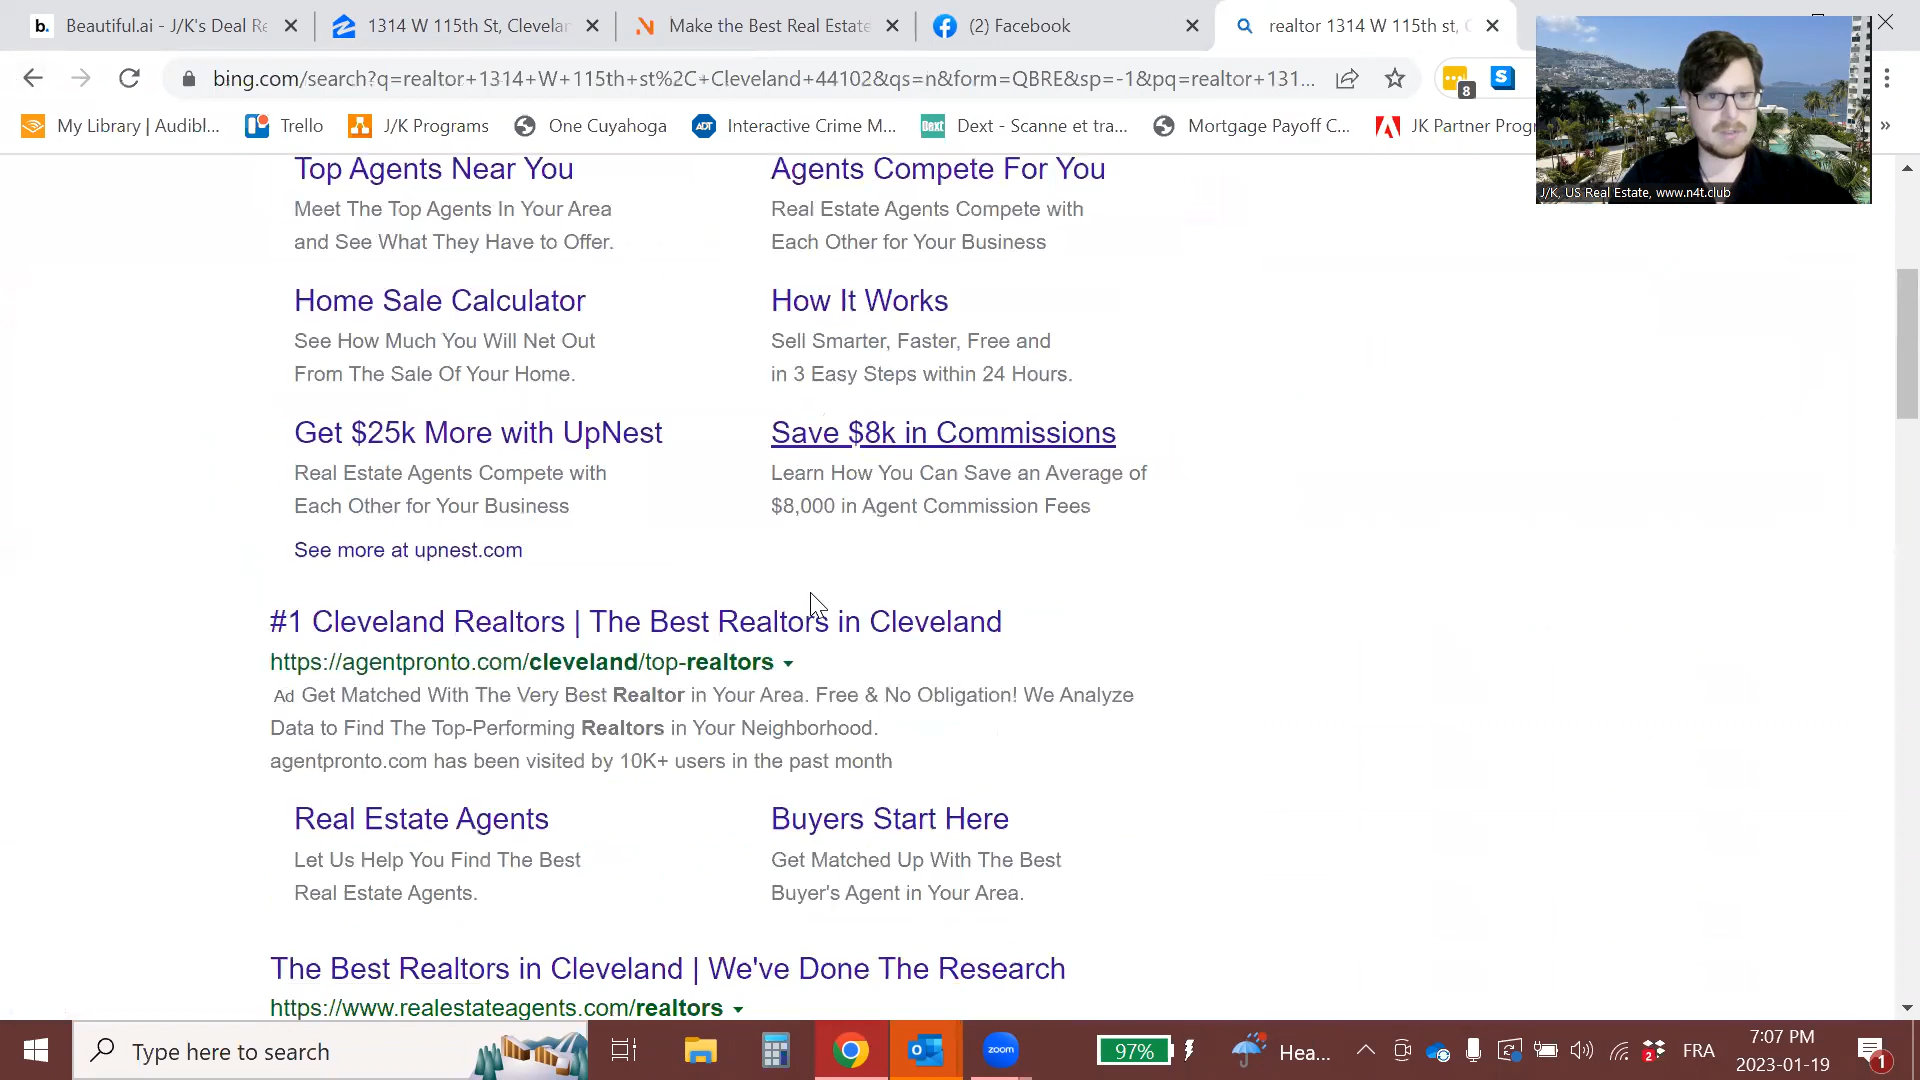 b. Beautiful.ai - J/K's Deal Re
1314 W 115th St, Clevelan
Make the Best Real Estate
(2) Facebook
realtor 1314 W 115th st, C
bing.com/search?q=realtor+1314+W+115th+st%2C+Cleveland+44102&qs=n&form=QBRE&sp=-1&pq=realtor+131...
8
S
My Library | Audibl...
Trello
J/K Programs
One Cuyahoga
ADT Interactive Crime M...
Dext Dext - Scanne et tra...
Mortgage Payoff C...
JK Partner Prog
»
J/K, US Real Estate, www.n4t.club
Top Agents Near You
Meet The Top Agents In Your Area
and See What They Have to Offer.
Agents Compete For You
Real Estate Agents Compete with
Each Other for Your Business
Home Sale Calculator
See How Much You Will Net Out
From The Sale Of Your Home.
How It Works
Sell Smarter, Faster, Free and
in 3 Easy Steps within 24 Hours.
Get $25k More with UpNest
Real Estate Agents Compete with
Each Other for Your Business
Save $8k in Commissions
Learn How You Can Save an Average of
$8,000 in Agent Commission Fees
See more at upnest.com
#1 Cleveland Realtors | The Best Realtors in Cleveland
https://agentpronto.com/cleveland/top-realtors
Ad Get Matched With The Very Best Realtor in Your Area. Free & No Obligation! We Analyze
Data to Find The Top-Performing Realtors in Your Neighborhood.
agentpronto.com has been visited by 10K+ users in the past month
Real Estate Agents
Let Us Help You Find The Best
Real Estate Agents.
Buyers Start Here
Get Matched Up With The Best
Buyer's Agent in Your Area.
The Best Realtors in Cleveland | We've Done The Research
https://www.realestateagents.com/realtors
Type here to search
zoom
97%
Hea...
2
FRA
7:07 PM
2023-01-19
1